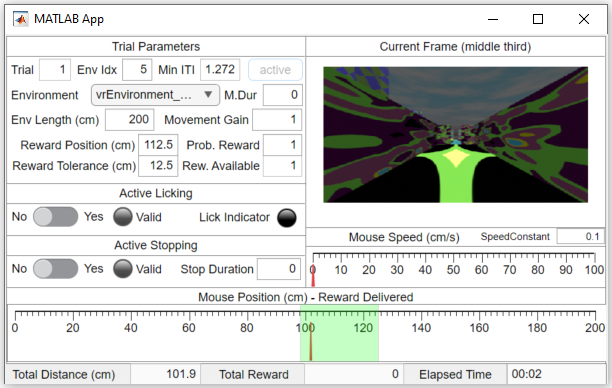 MATLAB App
Trial Parameters
Trial 1 Env Idx 5 Min ITI 1.272 active
Environment vrEnvironment_... M.Dur 0
Env Length (cm) 200 Movement Gain 1
Reward Position (cm) 112.5 Prob. Reward 1
Reward Tolerance (cm) 12.5 Rew. Available 1
Active Licking
No Yes Valid Lick Indicator
Active Stopping
No Yes Valid Stop Duration 0
Current Frame (middle third)
Mouse Speed (cm/s) SpeedConstant 0.1
0 10 20 30 40 50 60 70 80 90 100
Mouse Position (cm) - Reward Delivered
0 20 40 60 80 100 120 140 160 180 200
Total Distance (cm) 101.9 Total Reward 0 Elapsed Time 00:02